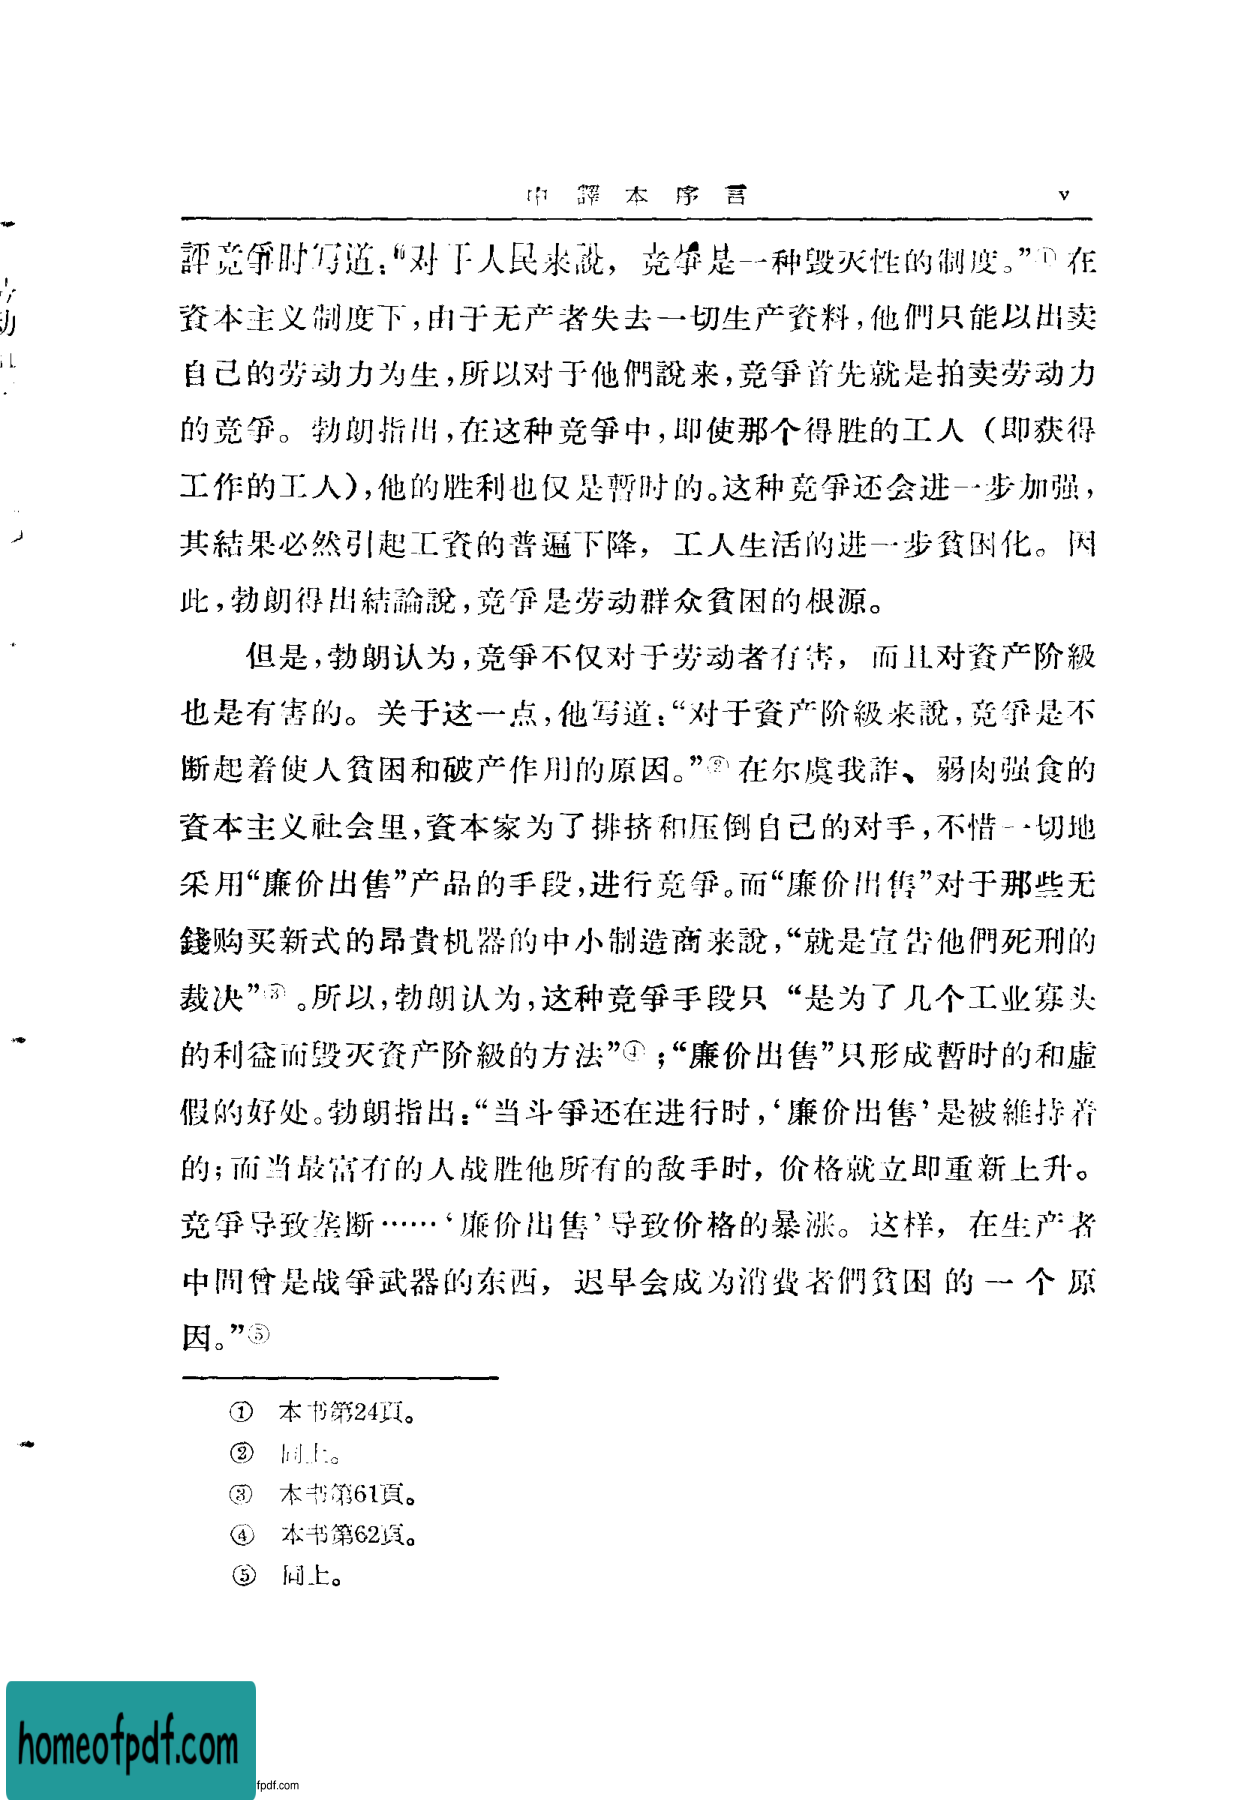 中譯本序言 v
評竞爭时写道：“对于人民来說，竞爭是一种毁灭性的制度。”① 在
資本主义制度下，由于无产者失去一切生产資料，他們只能以出卖
自己的劳动力为生，所以对于他們說来，竞爭首先就是拍卖劳动力
的竞爭。勃朗指出，在这种竞爭中，即使那个得胜的工人（即获得
工作的工人），他的胜利也仅是暫时的。这种竞爭还会进一步加强，
其結果必然引起工資的普遍下降，工人生活的进一步貧困化。因
此，勃朗得出結論說，竞爭是劳动群众貧困的根源。
但是，勃朗认为，竞爭不仅对于劳动者有害，而且对資产阶級
也是有害的。关于这一点，他写道：“对于資产阶級来說，竞爭是不
断起着使人貧困和破产作用的原因。”② 在尔虞我詐、弱肉强食的
資本主义社会里，資本家为了排挤和压倒自己的对手，不惜一切地
采用“廉价出售”产品的手段，进行竞爭。而“廉价出售”对于那些无
錢购买新式的昂貴机器的中小制造商来說，“就是宣告他們死刑的
裁决”③。所以，勃朗认为，这种竞爭手段只“是为了几个工业寡头
的利益而毁灭資产阶級的方法”④；“廉价出售”只形成暫时的和虛
假的好处。勃朗指出：“当斗爭还在进行时，‘廉价出售’是被維持着
的；而当最富有的人战胜他所有的敌手时，价格就立即重新上升。
竞爭导致垄断……‘廉价出售’导致价格的暴涨。这样，在生产者
中間曾是战爭武器的东西，迟早会成为消費者們貧困的一个原
因。”⑤
① 本书第24頁。
② 同上。
③ 本书第61頁。
④ 本书第62頁。
⑤ 同上。
homeofpdf.com
fpdf.com